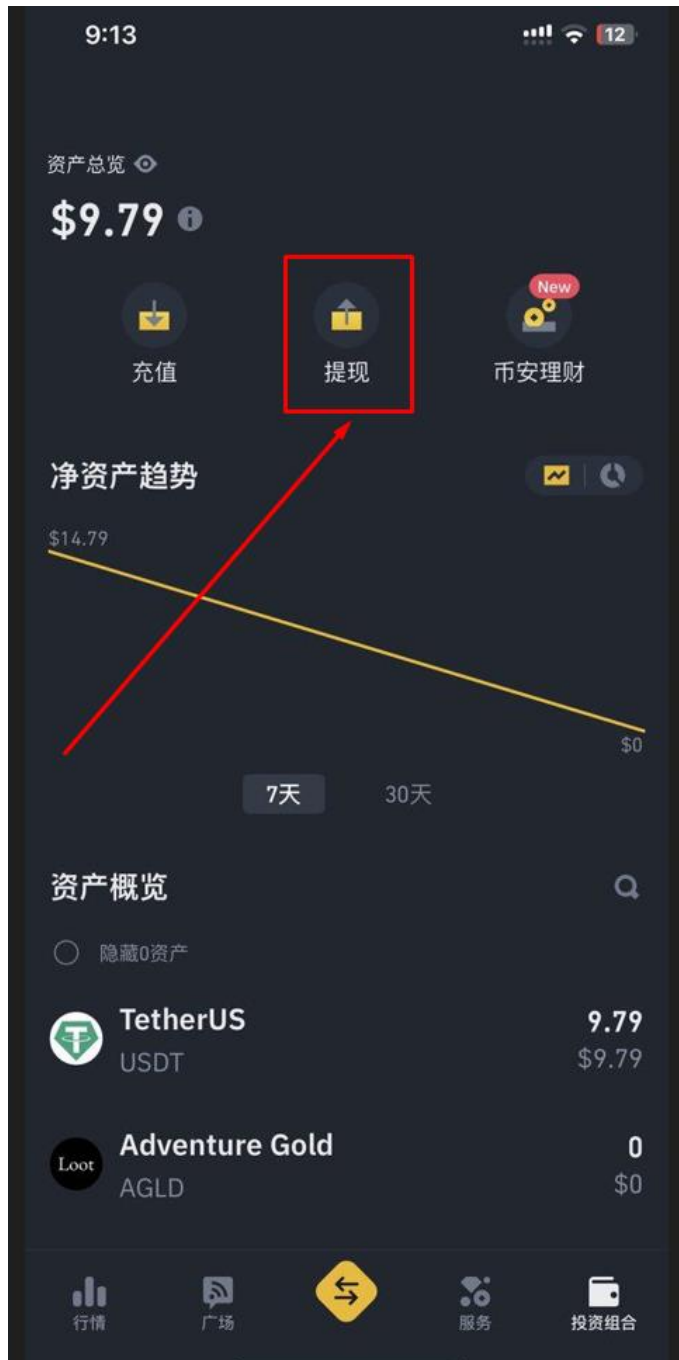 9:13
12
资产总览
$9.79
New
充值
提现
币安理财
净资产趋势
$14.79
$0
7天
30天
资产概览
隐藏0资产
TetherUS
9.79
USDT
$9.79
Loot
Adventure Gold
0
AGLD
$0
行情
广场
服务
投资组合